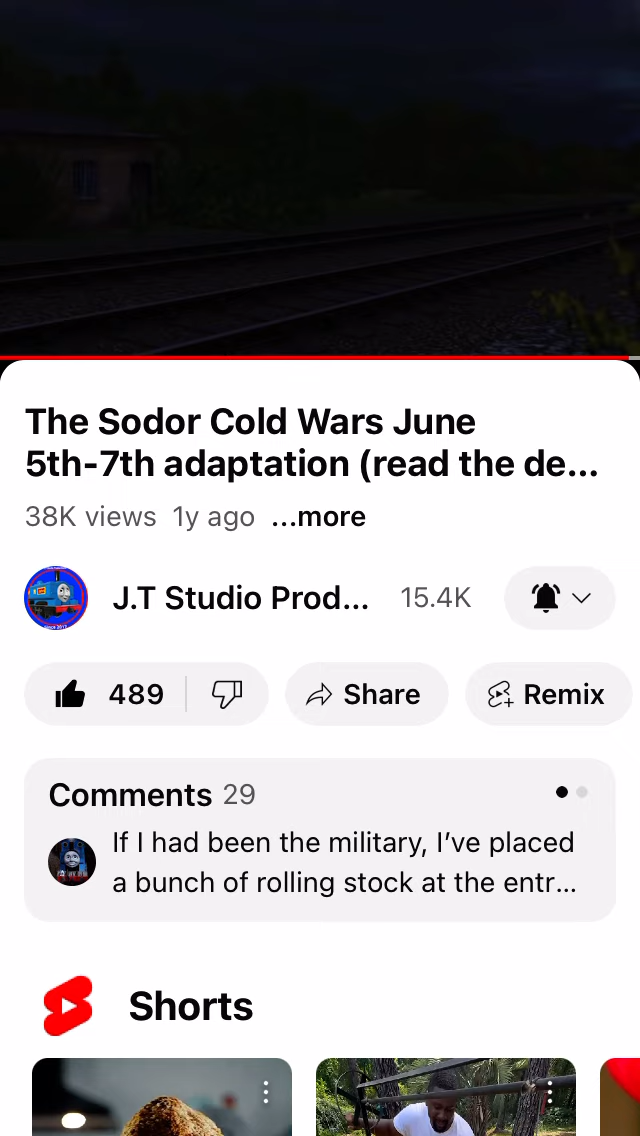 The Sodor Cold Wars June
5th-7th adaptation (read the de...
38K views 1y ago ...more
J.T Studio Prod... 15.4K
489 Share Remix
Comments 29
If I had been the military, I’ve placed
a bunch of rolling stock at the entr...
Shorts